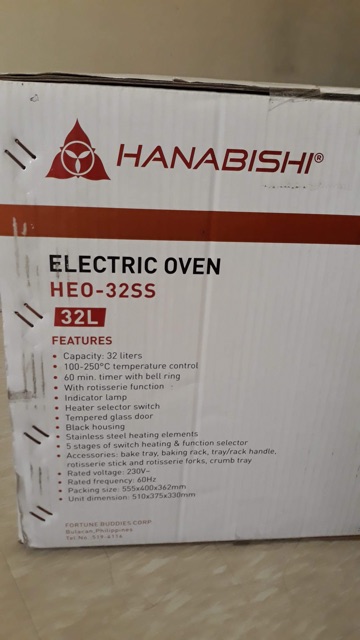 HANABISHI®
ELECTRIC OVEN
HEO-32SS
32L
FEATURES
• Capacity: 32 liters
• 100-250°C temperature control
• 60 min. timer with bell ring
• With rotisserie function
• Indicator lamp
• Heater selector switch
• Tempered glass door
• Black housing
• Stainless steel heating elements
• 5 stages of switch heating & function selector
• Accessories: bake tray, baking rack, tray/rack handle,
rotisserie stick and rotisserie forks, crumb tray
• Rated voltage: 230V~
• Rated frequency: 60Hz
• Packing size: 555x400x362mm
• Unit dimension: 510x375x330mm
FORTUNE BUDDIES CORP
Bulacan, Philippines
Tel No.